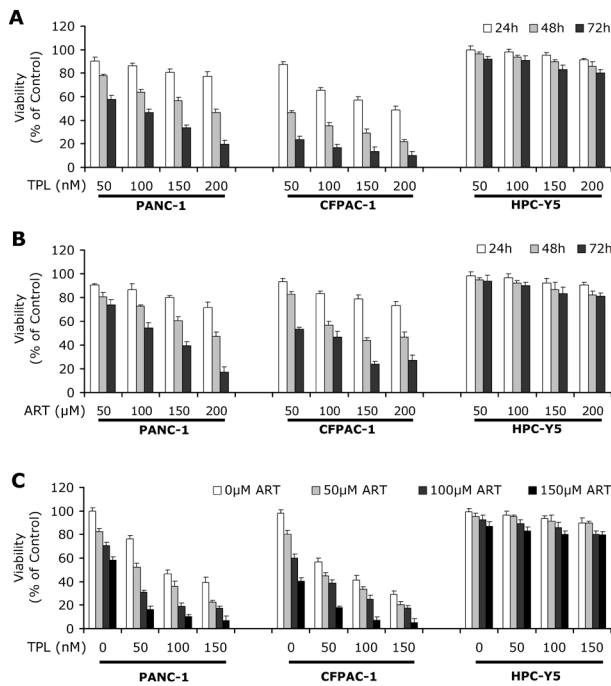 A
24h 48h 72h
Viability
(% of Control)
120
100
80
60
40
20
0
TPL (nM) 50 100 150 200 50 100 150 200 50 100 150 200
PANC-1 CFPAC-1 HPC-Y5
B
24h 48h 72h
Viability
(% of Control)
120
100
80
60
40
20
0
ART (µM) 50 100 150 200 50 100 150 200 50 100 150 200
PANC-1 CFPAC-1 HPC-Y5
C
0µM ART 50µM ART 100µM ART 150µM ART
Viability
(% of Control)
120
100
80
60
40
20
0
TPL (nM) 0 50 100 150 0 50 100 150 0 50 100 150
PANC-1 CFPAC-1 HPC-Y5